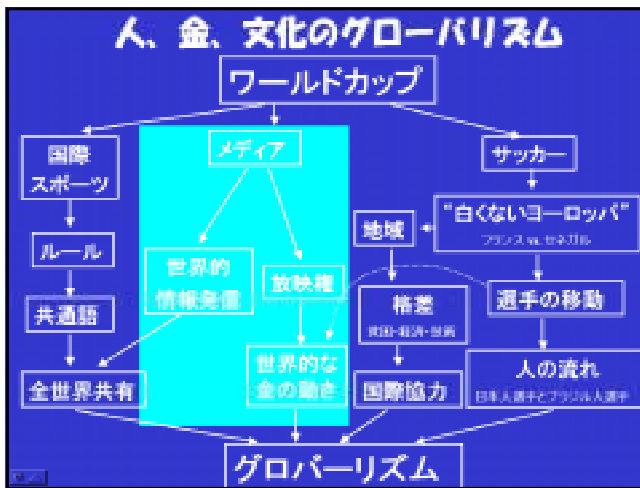 人、金、文化のグローバリズム
ワールドカップ
国際
スポーツ
メディア
サッカー
ルール
世界的
情報発信
放映権
地域
"白くないヨーロッパ"
フランス vs. セネガル
共通語
格差
選手の移動
全世界共有
世界的な
金の動き
国際協力
人の流れ
日本人選手とブラジル人選手
グロバーリズム